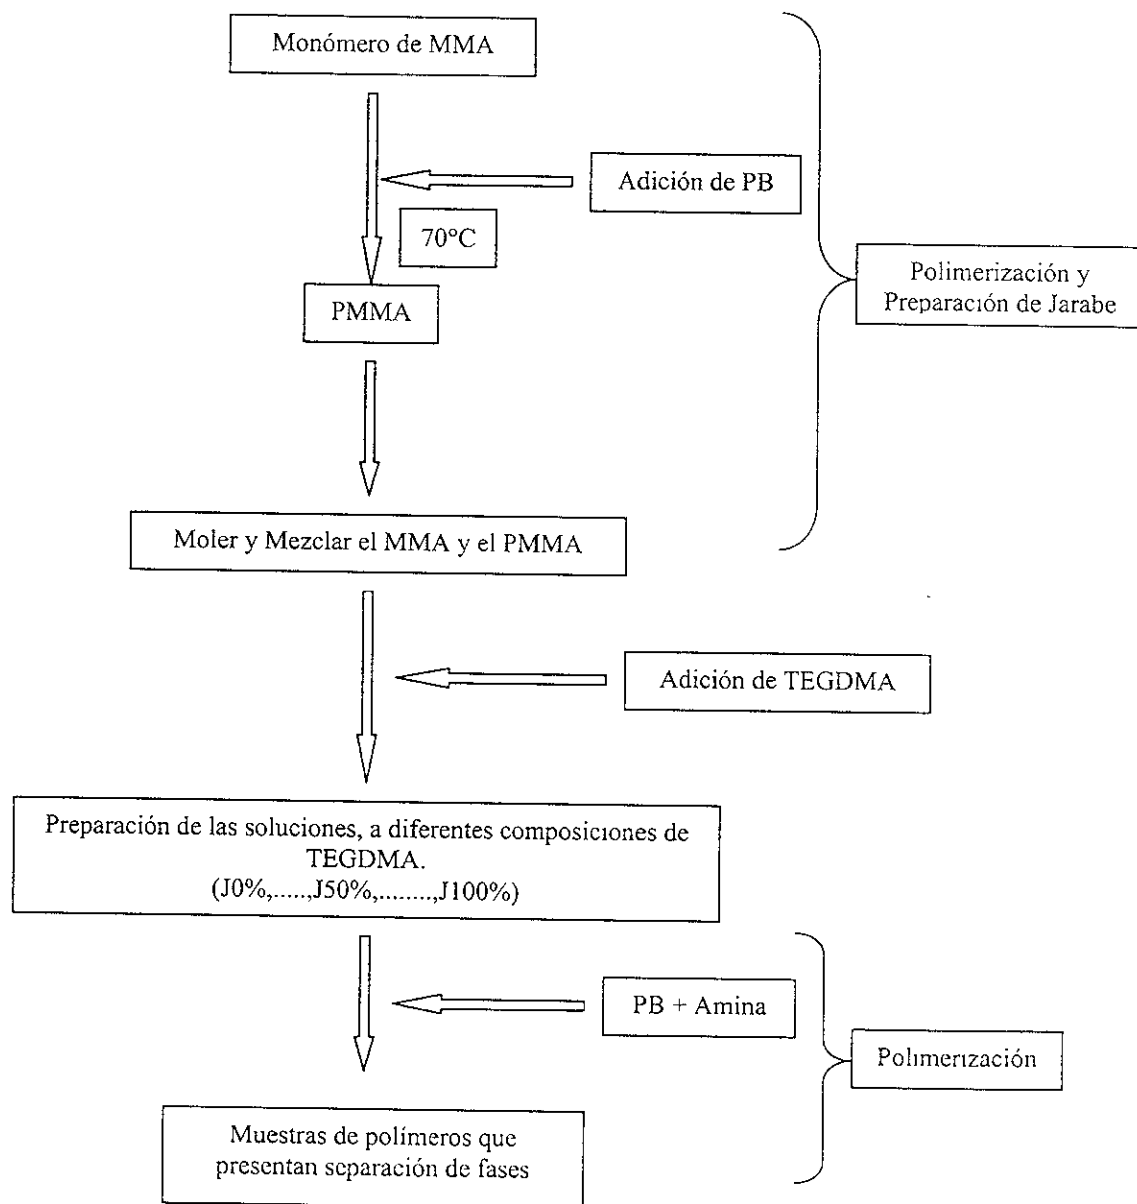 Monómero de MMA
Adición de PB
70°C
PMMA
Polimerización y
Preparación de Jarabe
Moler y Mezclar el MMA y el PMMA
Adición de TEGDMA
Preparación de las soluciones, a diferentes composiciones de
TEGDMA.
(J0%,.....,J50%,........,J100%)
PB + Amina
Polimerización
Muestras de polímeros que
presentan separación de fases